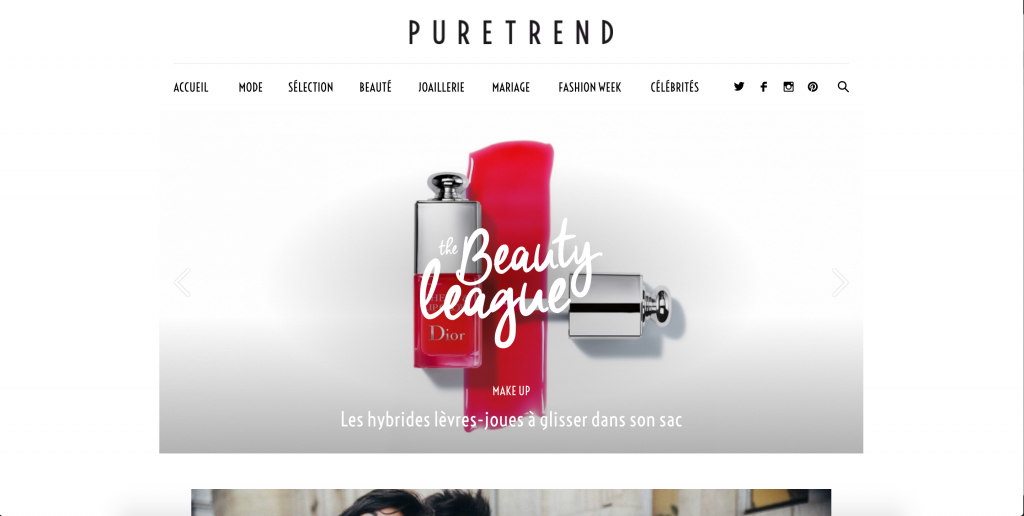 PURETREND
ACCUEIL MODE SÉLECTION BEAUTÉ JOAILLERIE MARIAGE FASHION WEEK CÉLÉBRITÉS
the Beauty
league
Dior
MAKE UP
Les hybrides lèvres-joues à glisser dans son sac